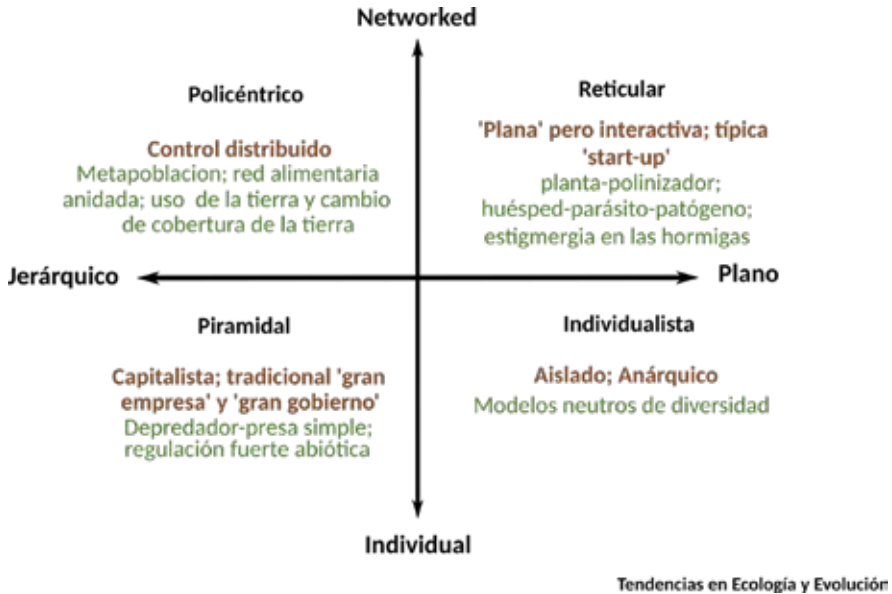 Networked
Policéntrico
Control distribuido
Metapoblacion; red alimentaria
anidada; uso de la tierra y cambio
de cobertura de la tierra
Reticular
'Plana' pero interactiva; típica
'start-up'
planta-polinizador;
huésped-parásito-patógeno;
estigmergia en las hormigas
Jerárquico
Plano
Piramidal
Capitalista; tradicional 'gran
empresa' y 'gran gobierno'
Depredador-presa simple;
regulación fuerte abiótica
Individualista
Aislado; Anárquico
Modelos neutros de diversidad
Individual
Tendencias en Ecología y Evolución